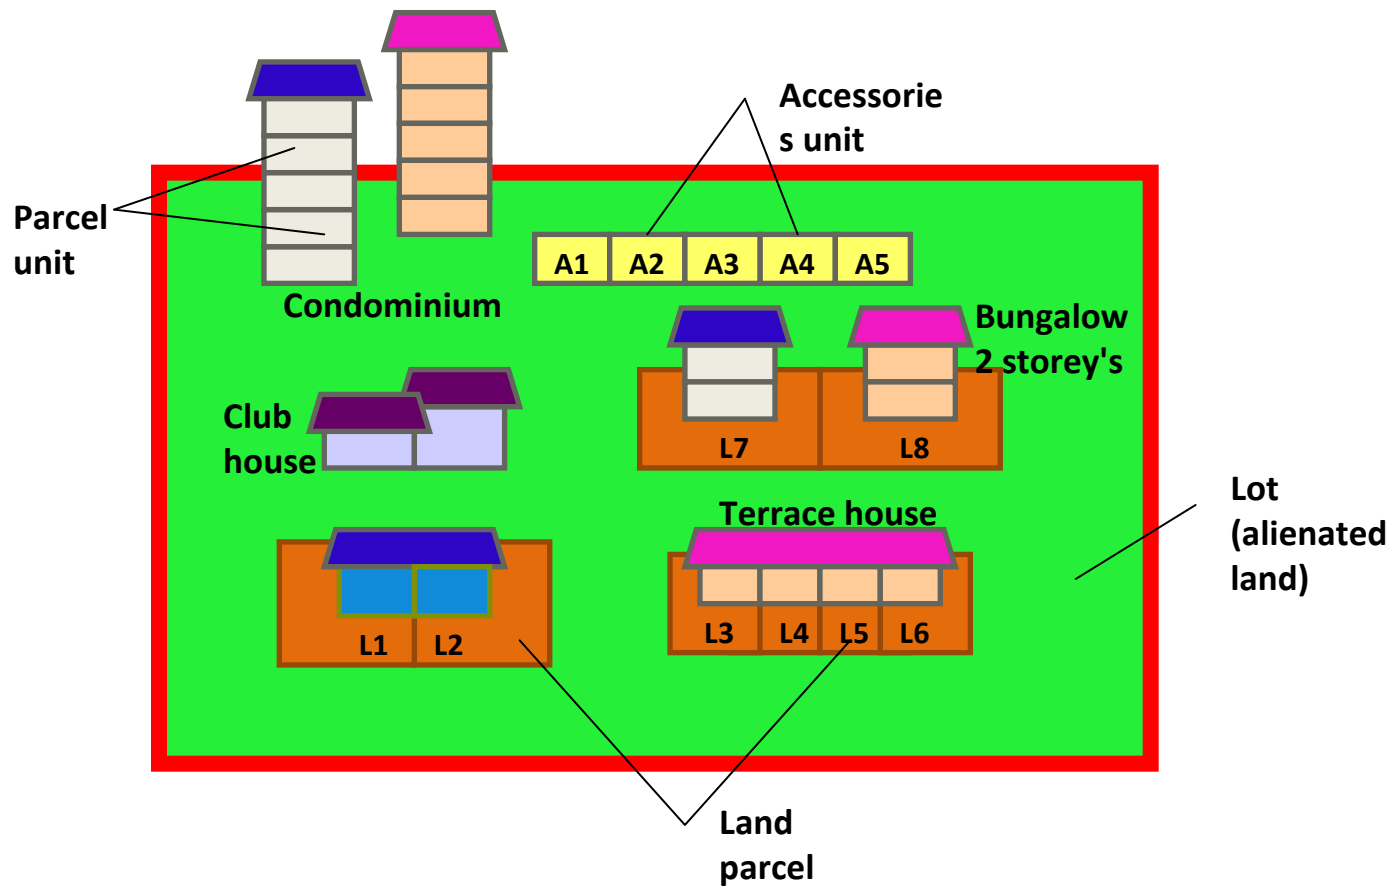 Accessorie
s unit
Parcel
unit
A1 A2 A3 A4 A5
Condominium
Bungalow
2 storey's
Club
house
L7 L8
Lot
(alienated
land)
Terrace house
L1 L2
L3 L4 L5 L6
Land
parcel